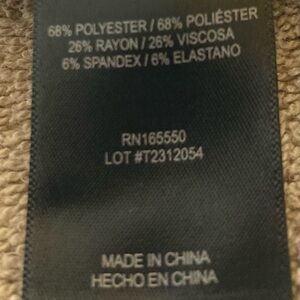 68% POLYESTER / 68% POLIÉSTER
26% RAYON / 26% VISCOSA
6% SPANDEX / 6% ELASTANO
RN165550
LOT #T2312054
MADE IN CHINA
HECHO EN CHINA